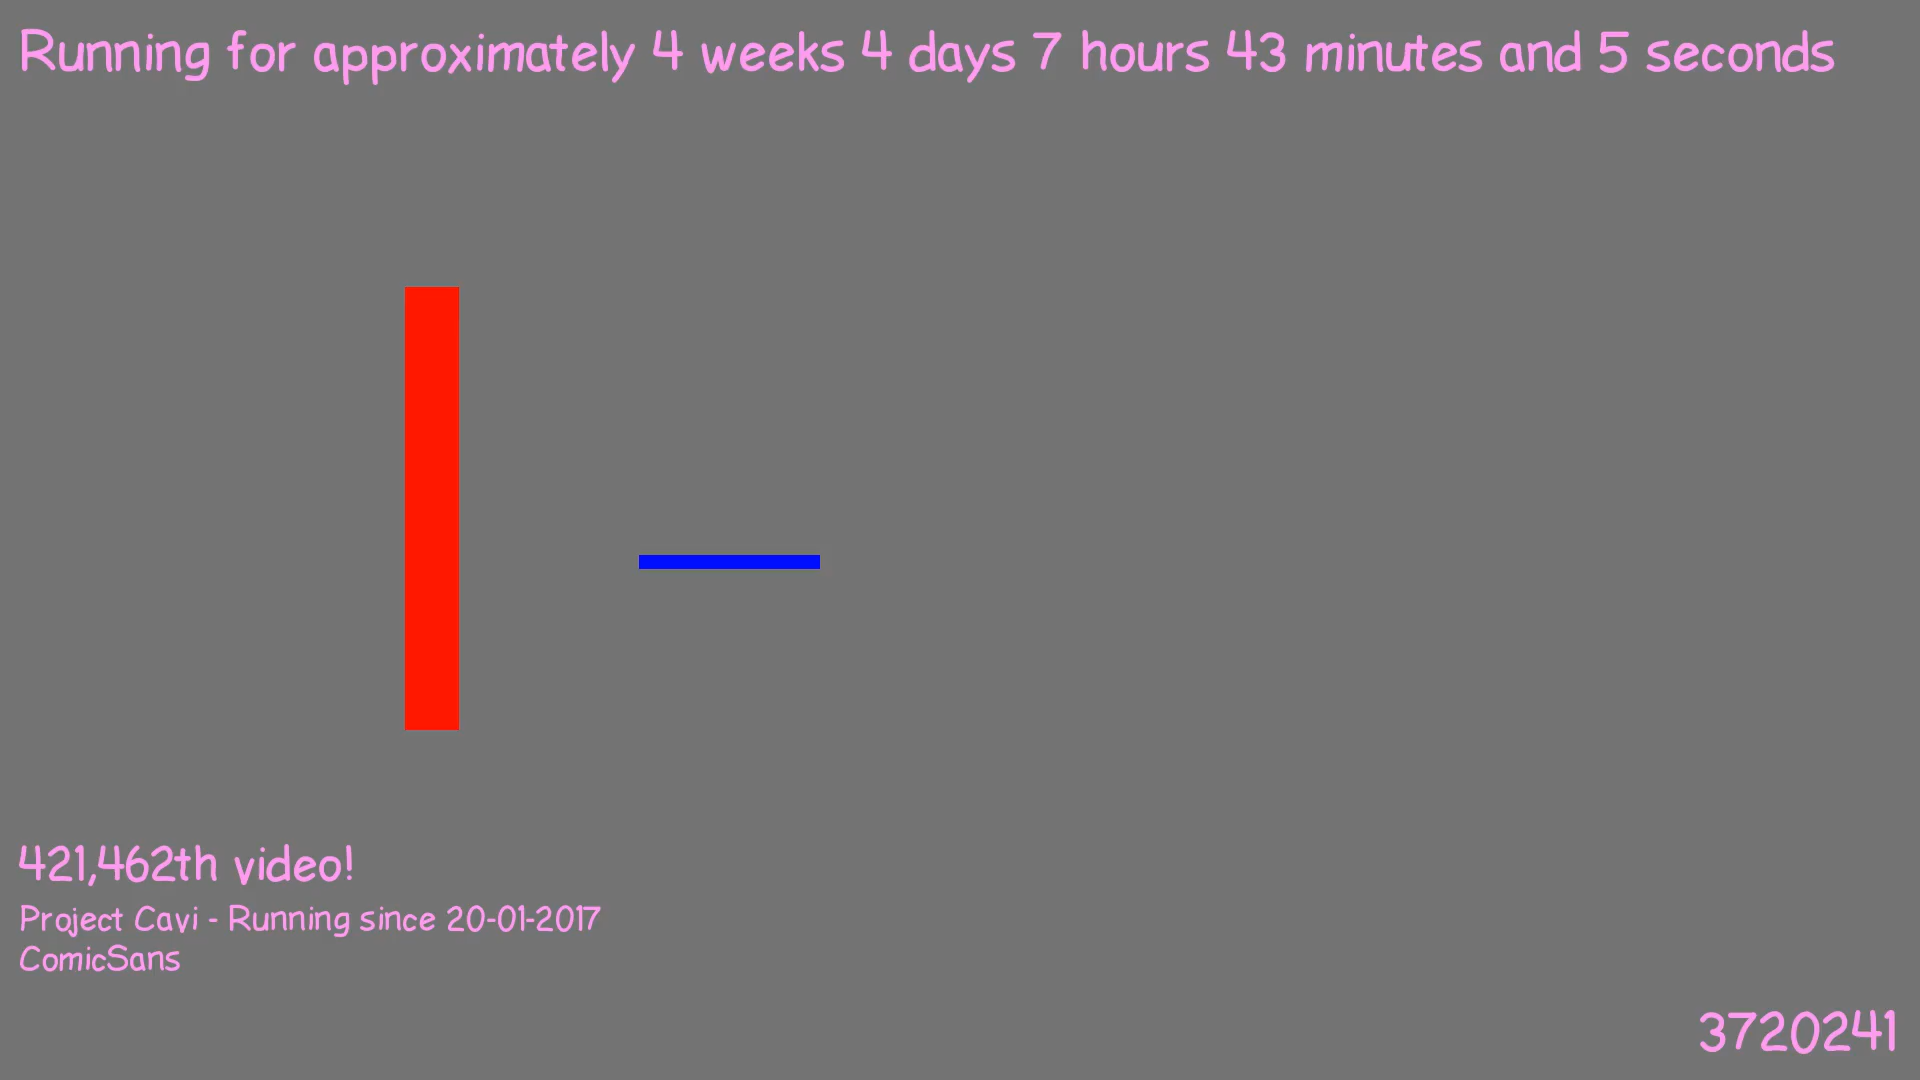 Running for approximately 4 weeks 4 days 7 hours 43 minutes and 5 seconds
421,462th video!
Project Cavi - Running since 20-01-2017
ComicSans
3720241